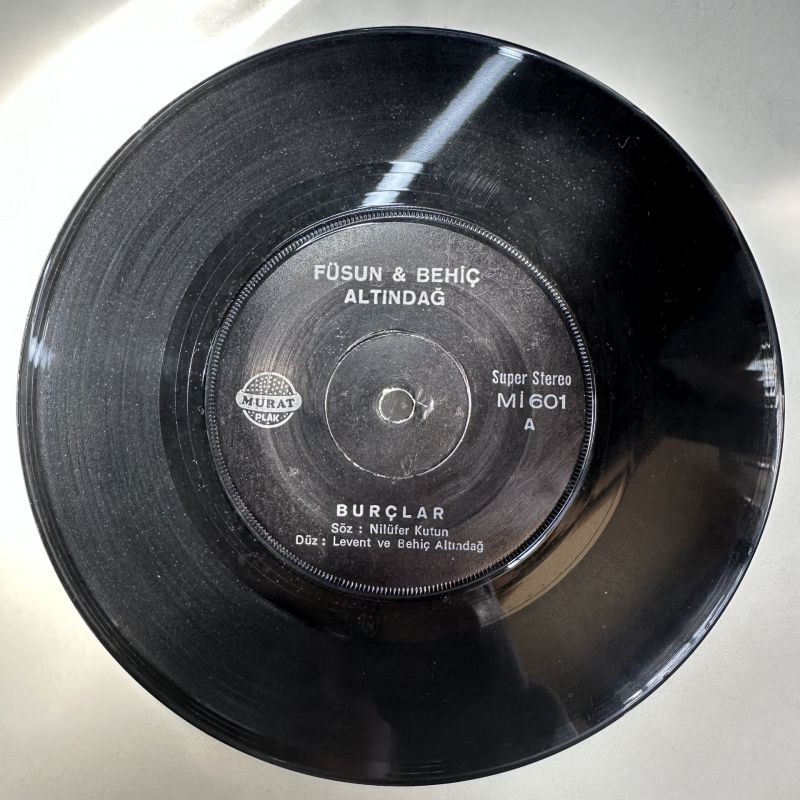 FÜSUN & BEHİÇ
ALTINDAĞ
MURAT
PLAK
Super Stereo
Mİ 601
A
BURÇLAR
Söz : Nilüfer Kutun
Düz : Levent ve Behiç Altındağ